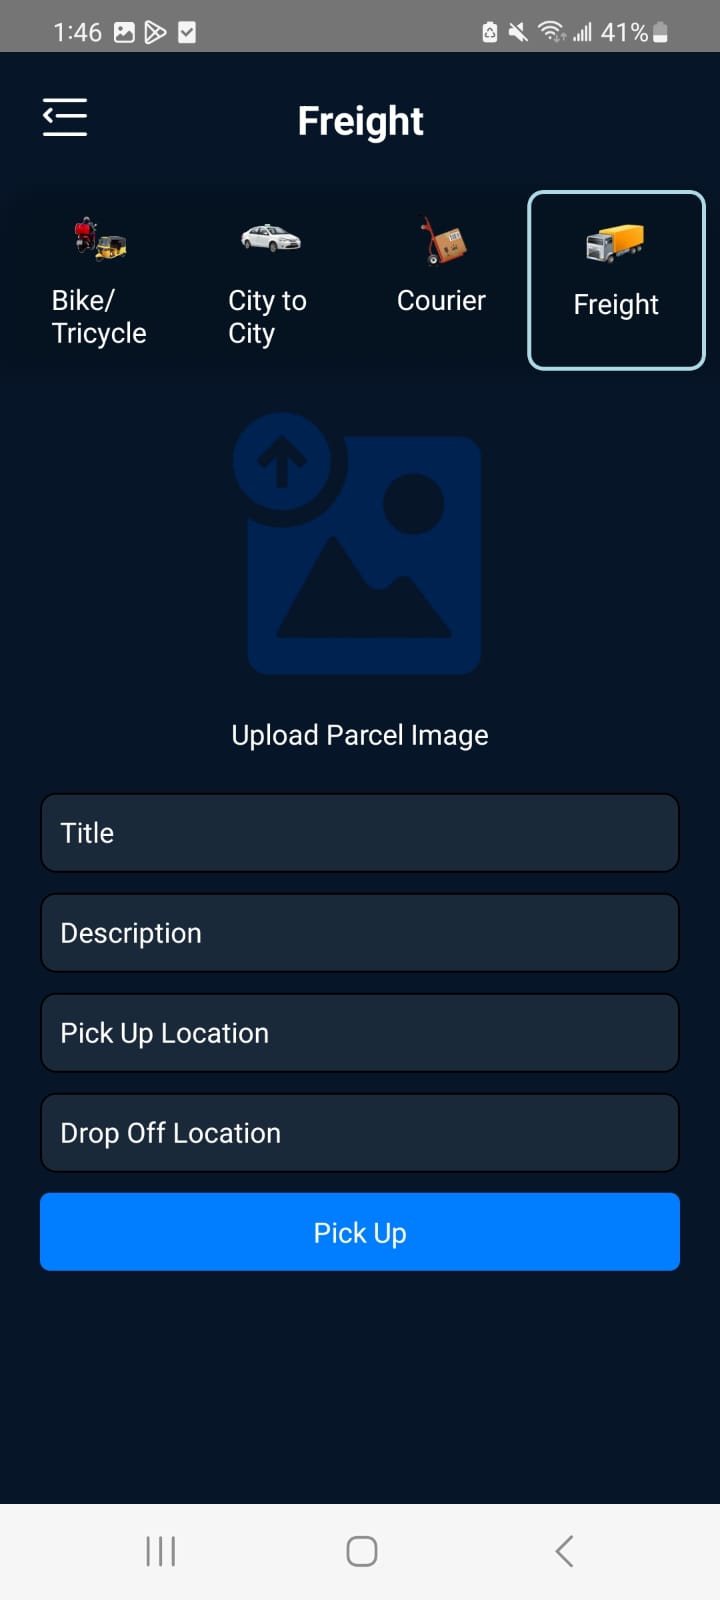 1:46
41%
Freight
Bike/
Tricycle
City to
City
Courier
Freight
Upload Parcel Image
Title
Description
Pick Up Location
Drop Off Location
Pick Up